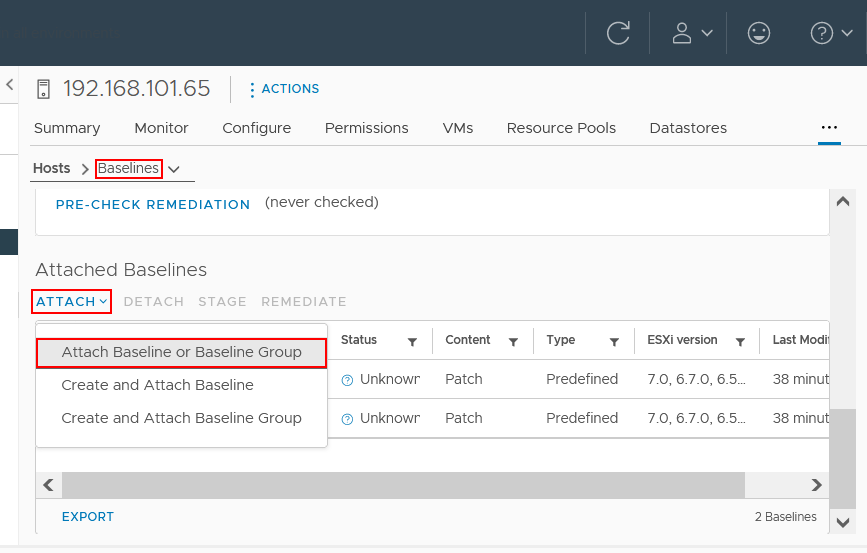 192.168.101.65 ACTIONS
Summary Monitor Configure Permissions VMs Resource Pools Datastores ...
Hosts > Baselines
PRE-CHECK REMEDIATION (never checked)
Attached Baselines
ATTACH DETACH STAGE REMEDIATE
Status Content Type ESXi version Last Modif
Attach Baseline or Baseline Group
Unknown Patch Predefined 7.0, 6.7.0, 6.5... 38 minut
Create and Attach Baseline
Unknown Patch Predefined 7.0, 6.7.0, 6.5... 38 minut
Create and Attach Baseline Group
EXPORT 2 Baselines